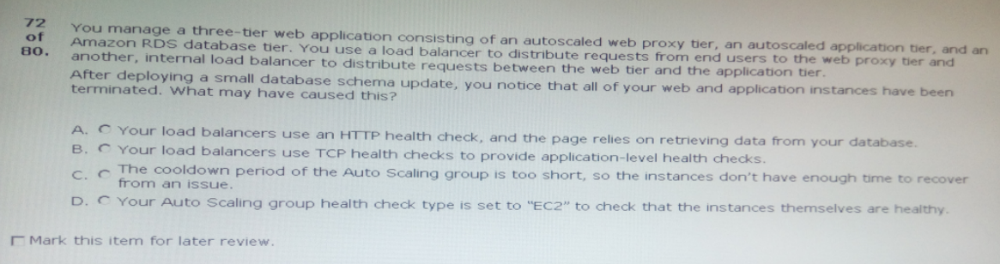 72
of
80.
You manage a three-tier web application consisting of an autoscaled web proxy tier, an autoscaled application tier, and an
Amazon RDS database tier. You use a load balancer to distribute requests from end users to the web proxy tier and
another, internal load balancer to distribute requests between the web tier and the application tier.
After deploying a small database schema update, you notice that all of your web and application instances have been
terminated. What may have caused this?
A. Your load balancers use an HTTP health check, and the page relies on retrieving data from your database.
B. Your load balancers use TCP health checks to provide application-level health checks.
C. The cooldown period of the Auto Scaling group is too short, so the instances don't have enough time to recover
from an issue.
D. Your Auto Scaling group health check type is set to "EC2" to check that the instances themselves are healthy.
Mark this item for later review.